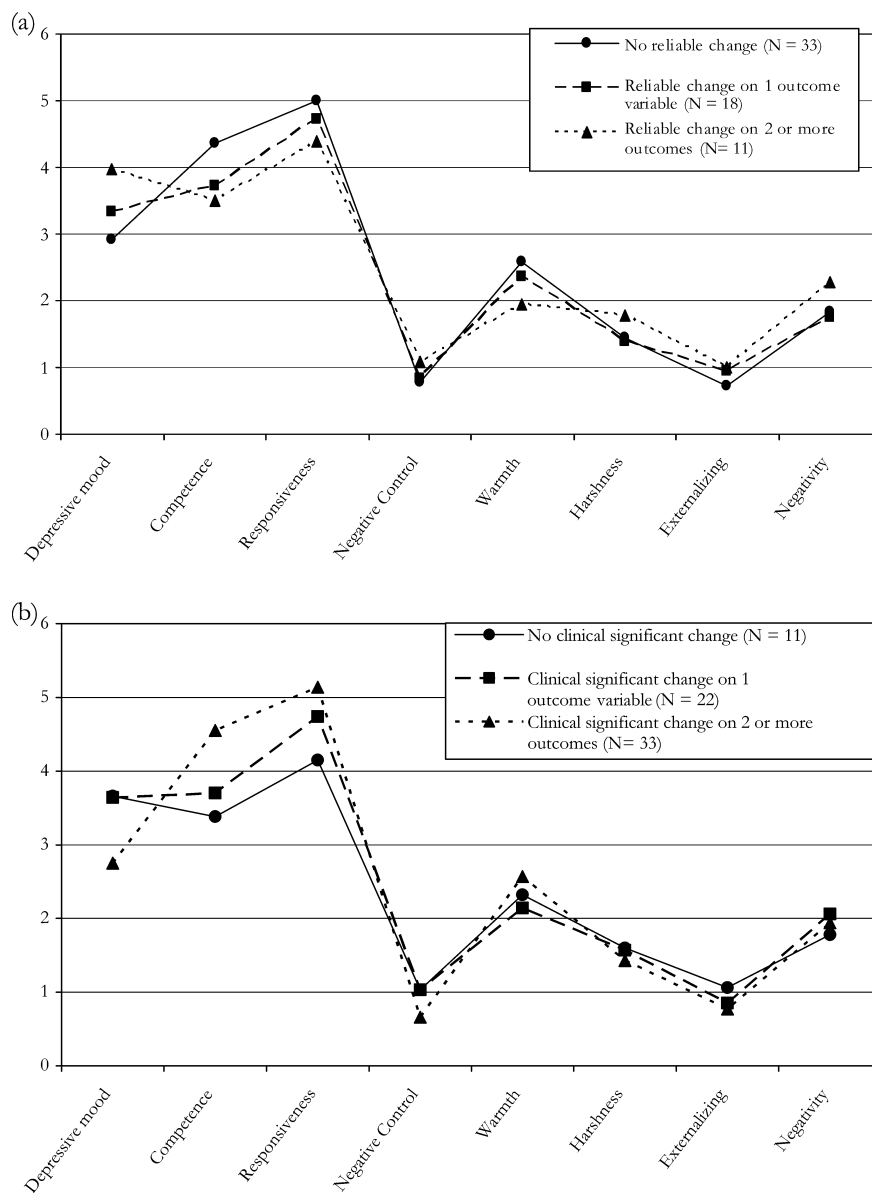 (a)
6
5
4
3
2
1
0
No reliable change (N = 33)
Reliable change on 1 outcome
variable (N = 18)
Reliable change on 2 or more
outcomes (N= 11)
Depressive mood
Competence
Responsiveness
Negative Control
Warmth
Harshness
Externalizing
Negativity
(b)
6
5
4
3
2
1
0
No clinical significant change (N = 11)
Clinical significant change on 1
outcome variable (N = 22)
Clinical significant change on 2 or more
outcomes (N= 33)
Depressive mood
Competence
Responsiveness
Negative Control
Warmth
Harshness
Externalizing
Negativity